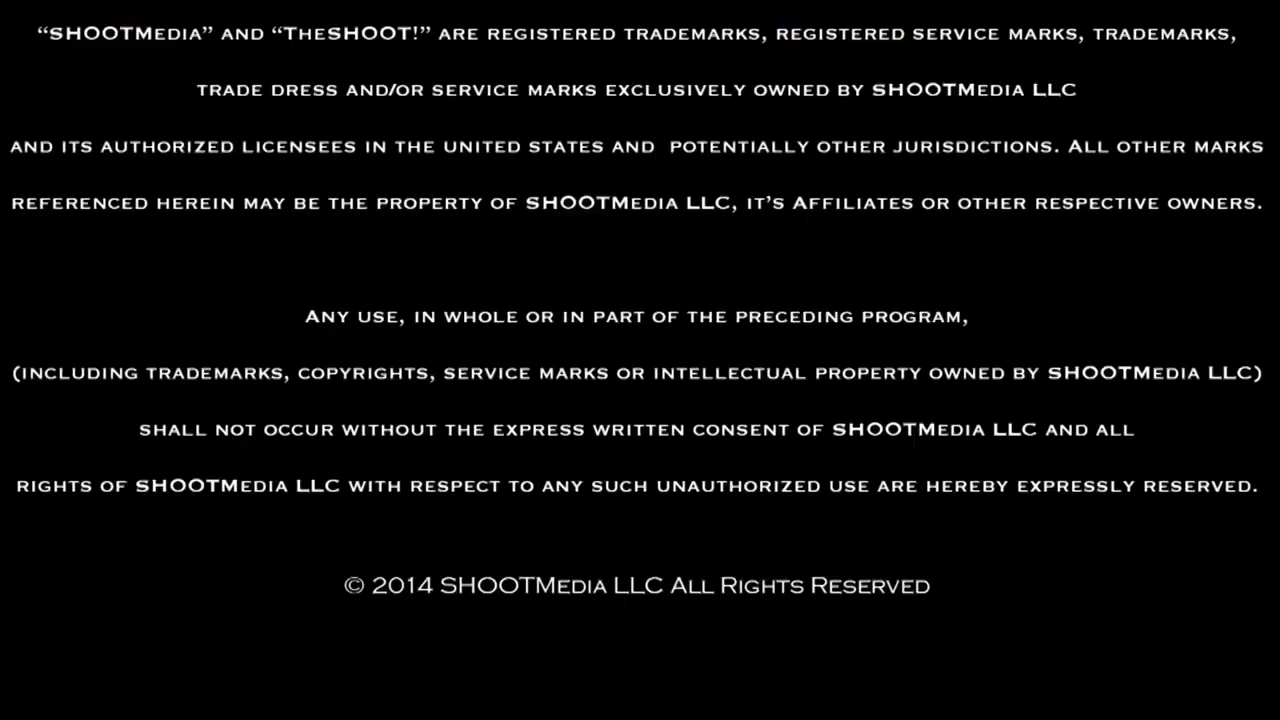 “SHOOTMedia” and “TheSHOOT!” are registered trademarks, registered service marks, trademarks,
trade dress and/or service marks exclusively owned by SHOOTMedia LLC
and its authorized licensees in the united states and  potentially other jurisdictions. All other marks
referenced herein may be the property of SHOOTMedia LLC, it’s Affiliates or other respective owners.
Any use, in whole or in part of the preceding program,
(including trademarks, copyrights, service marks or intellectual property owned by SHOOTMedia LLC)
shall not occur without the express written consent of SHOOTMedia LLC and all
rights of SHOOTMedia LLC with respect to any such unauthorized use are hereby expressly reserved.
© 2014 SHOOTMedia LLC All Rights Reserved